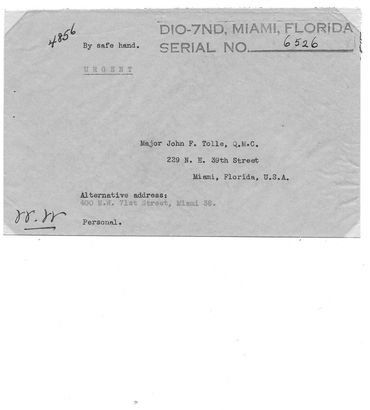 4856
By safe hand.
DIO-7ND, MIAMI, FLORIDA
SERIAL NO. 6526
URGENT
Major John F. Tolle, Q.M.C.
229 N. E. 39th Street
Miami, Florida, U.S.A.
Alternative address:
400 N.W. 71st Street, Miami 38.
W.W
Personal.